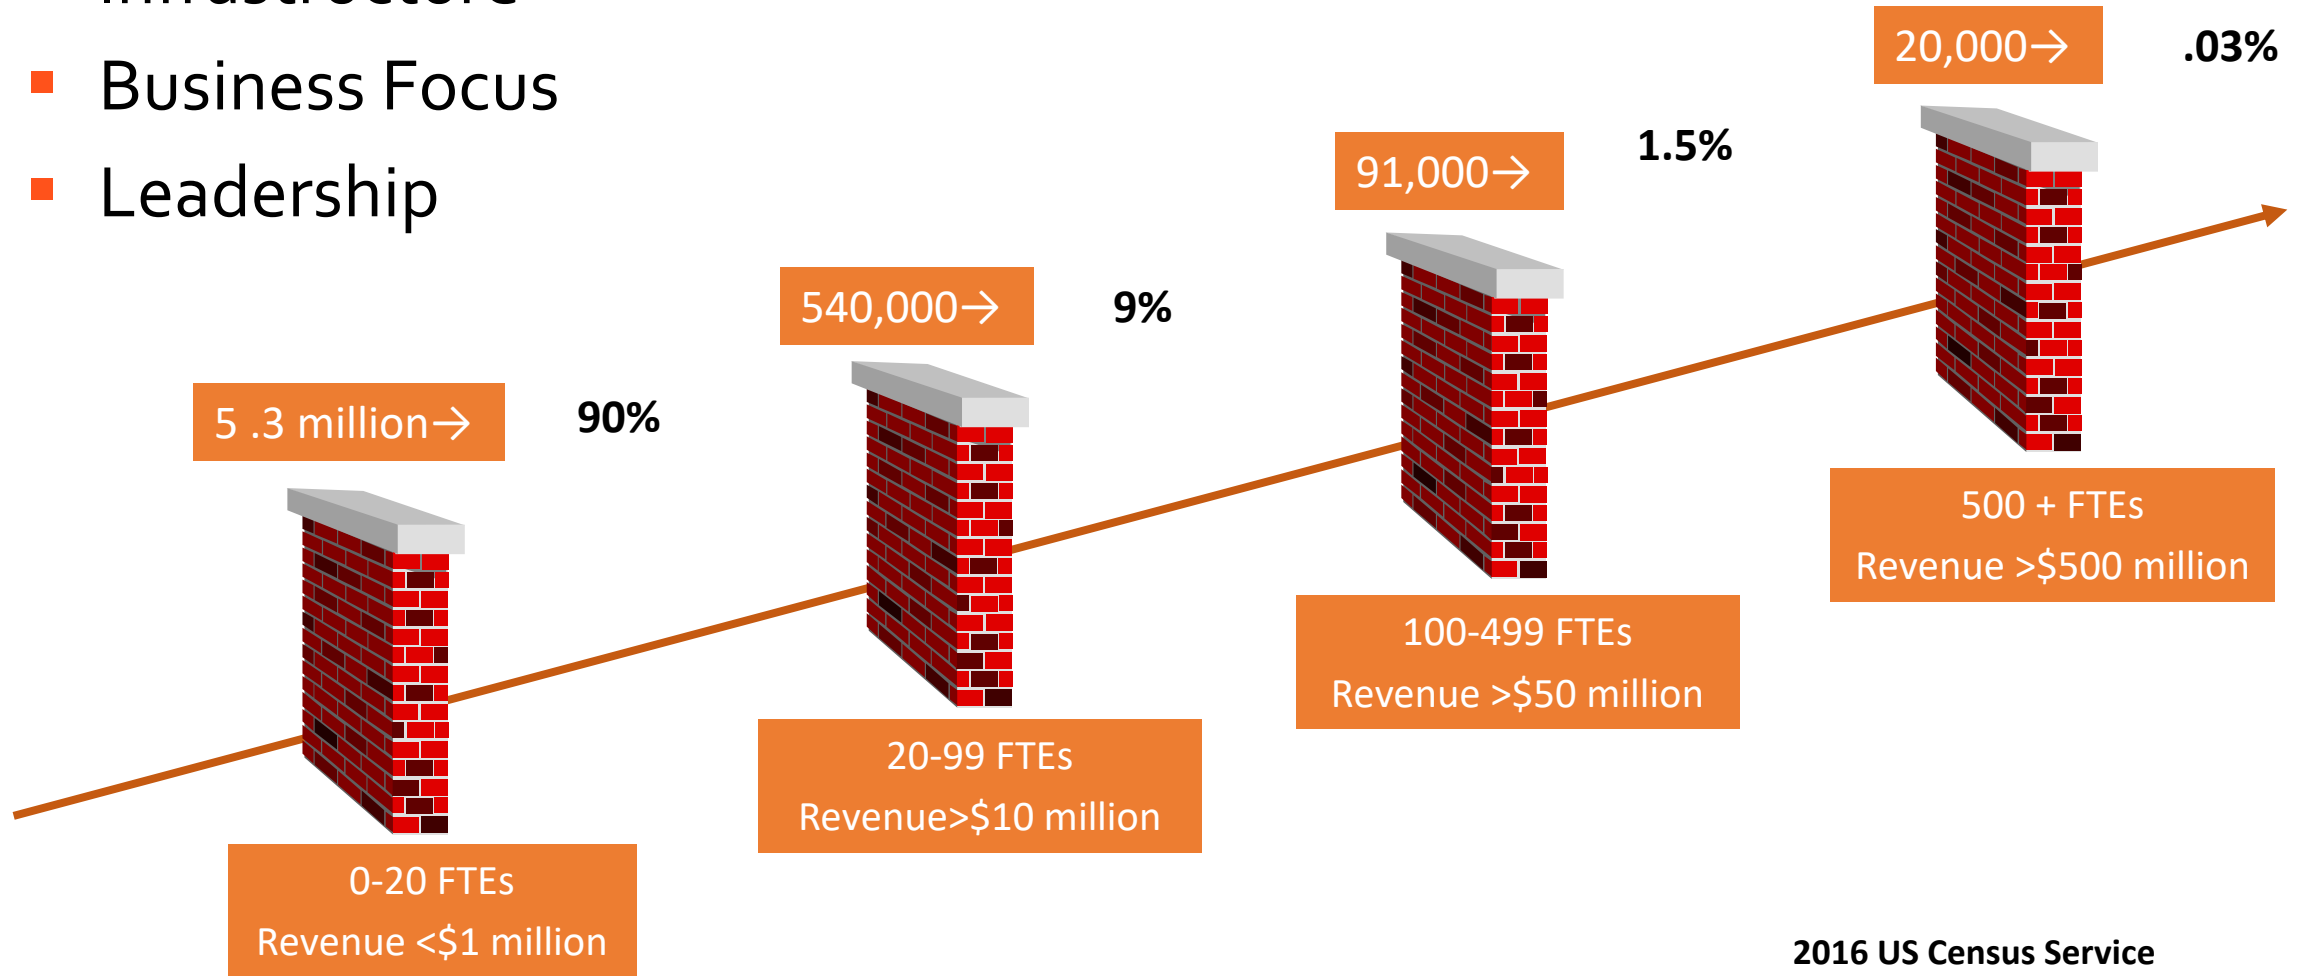 Infrastructure
Business Focus
Leadership
20,000→
.03%
91,000→
1.5%
540,000→
9%
5 .3 million→
90%
500 + FTEs
Revenue >$500 million
100-499 FTEs
Revenue >$50 million
20-99 FTEs
Revenue>$10 million
0-20 FTEs
Revenue <$1 million
2016 US Census Service